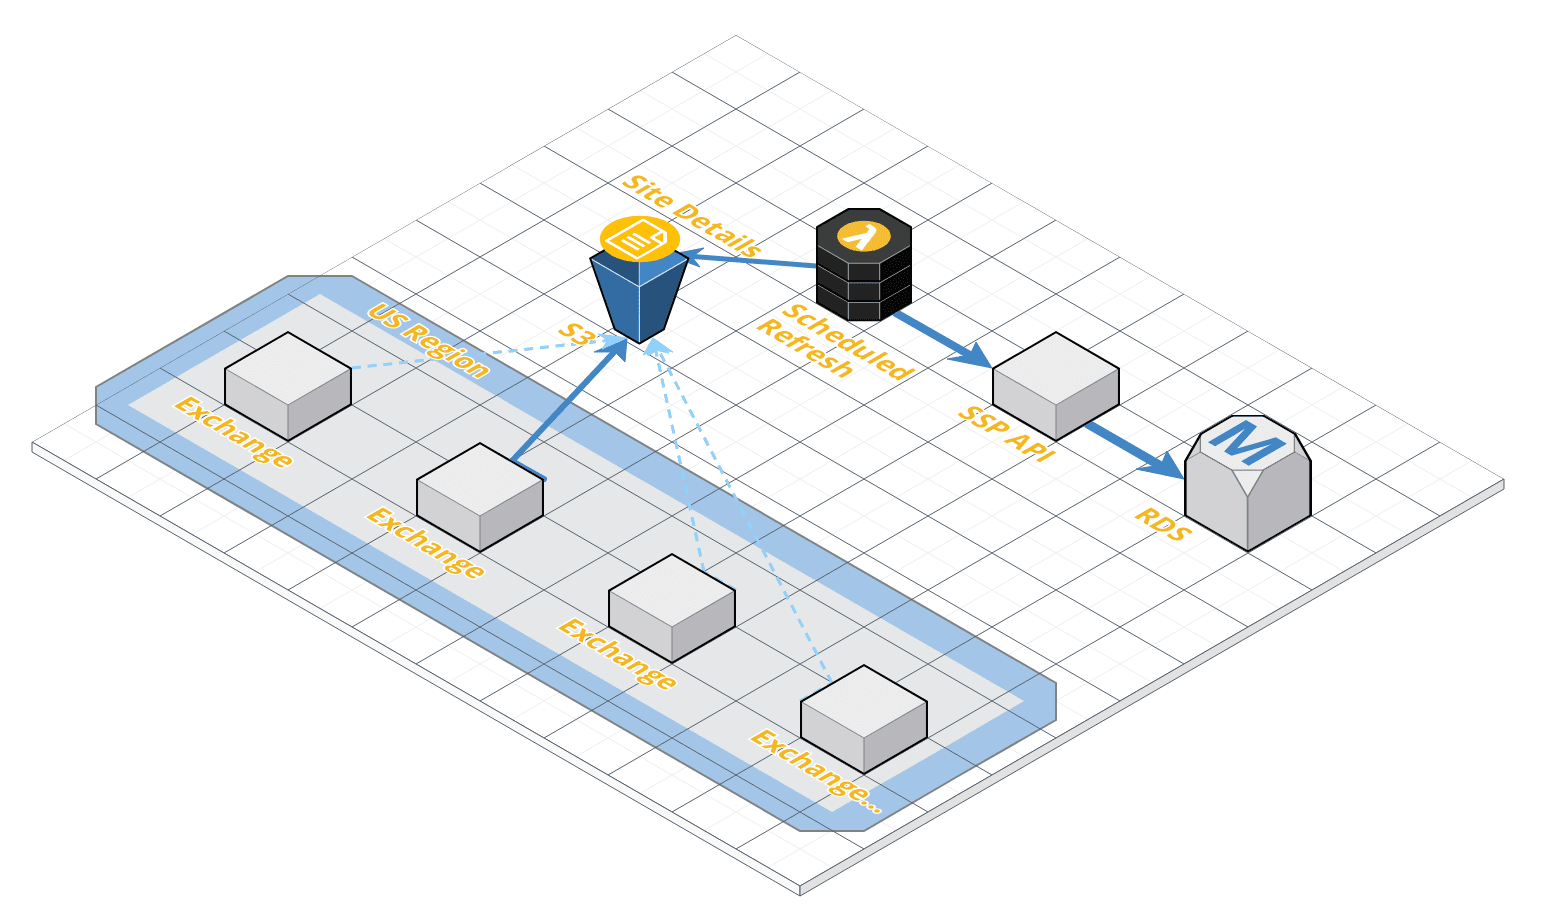 Site Details
S3
Scheduled
Refresh
US Region
Exchange
SSP API
M
RDS
Exchange
Exchange
Exchange...